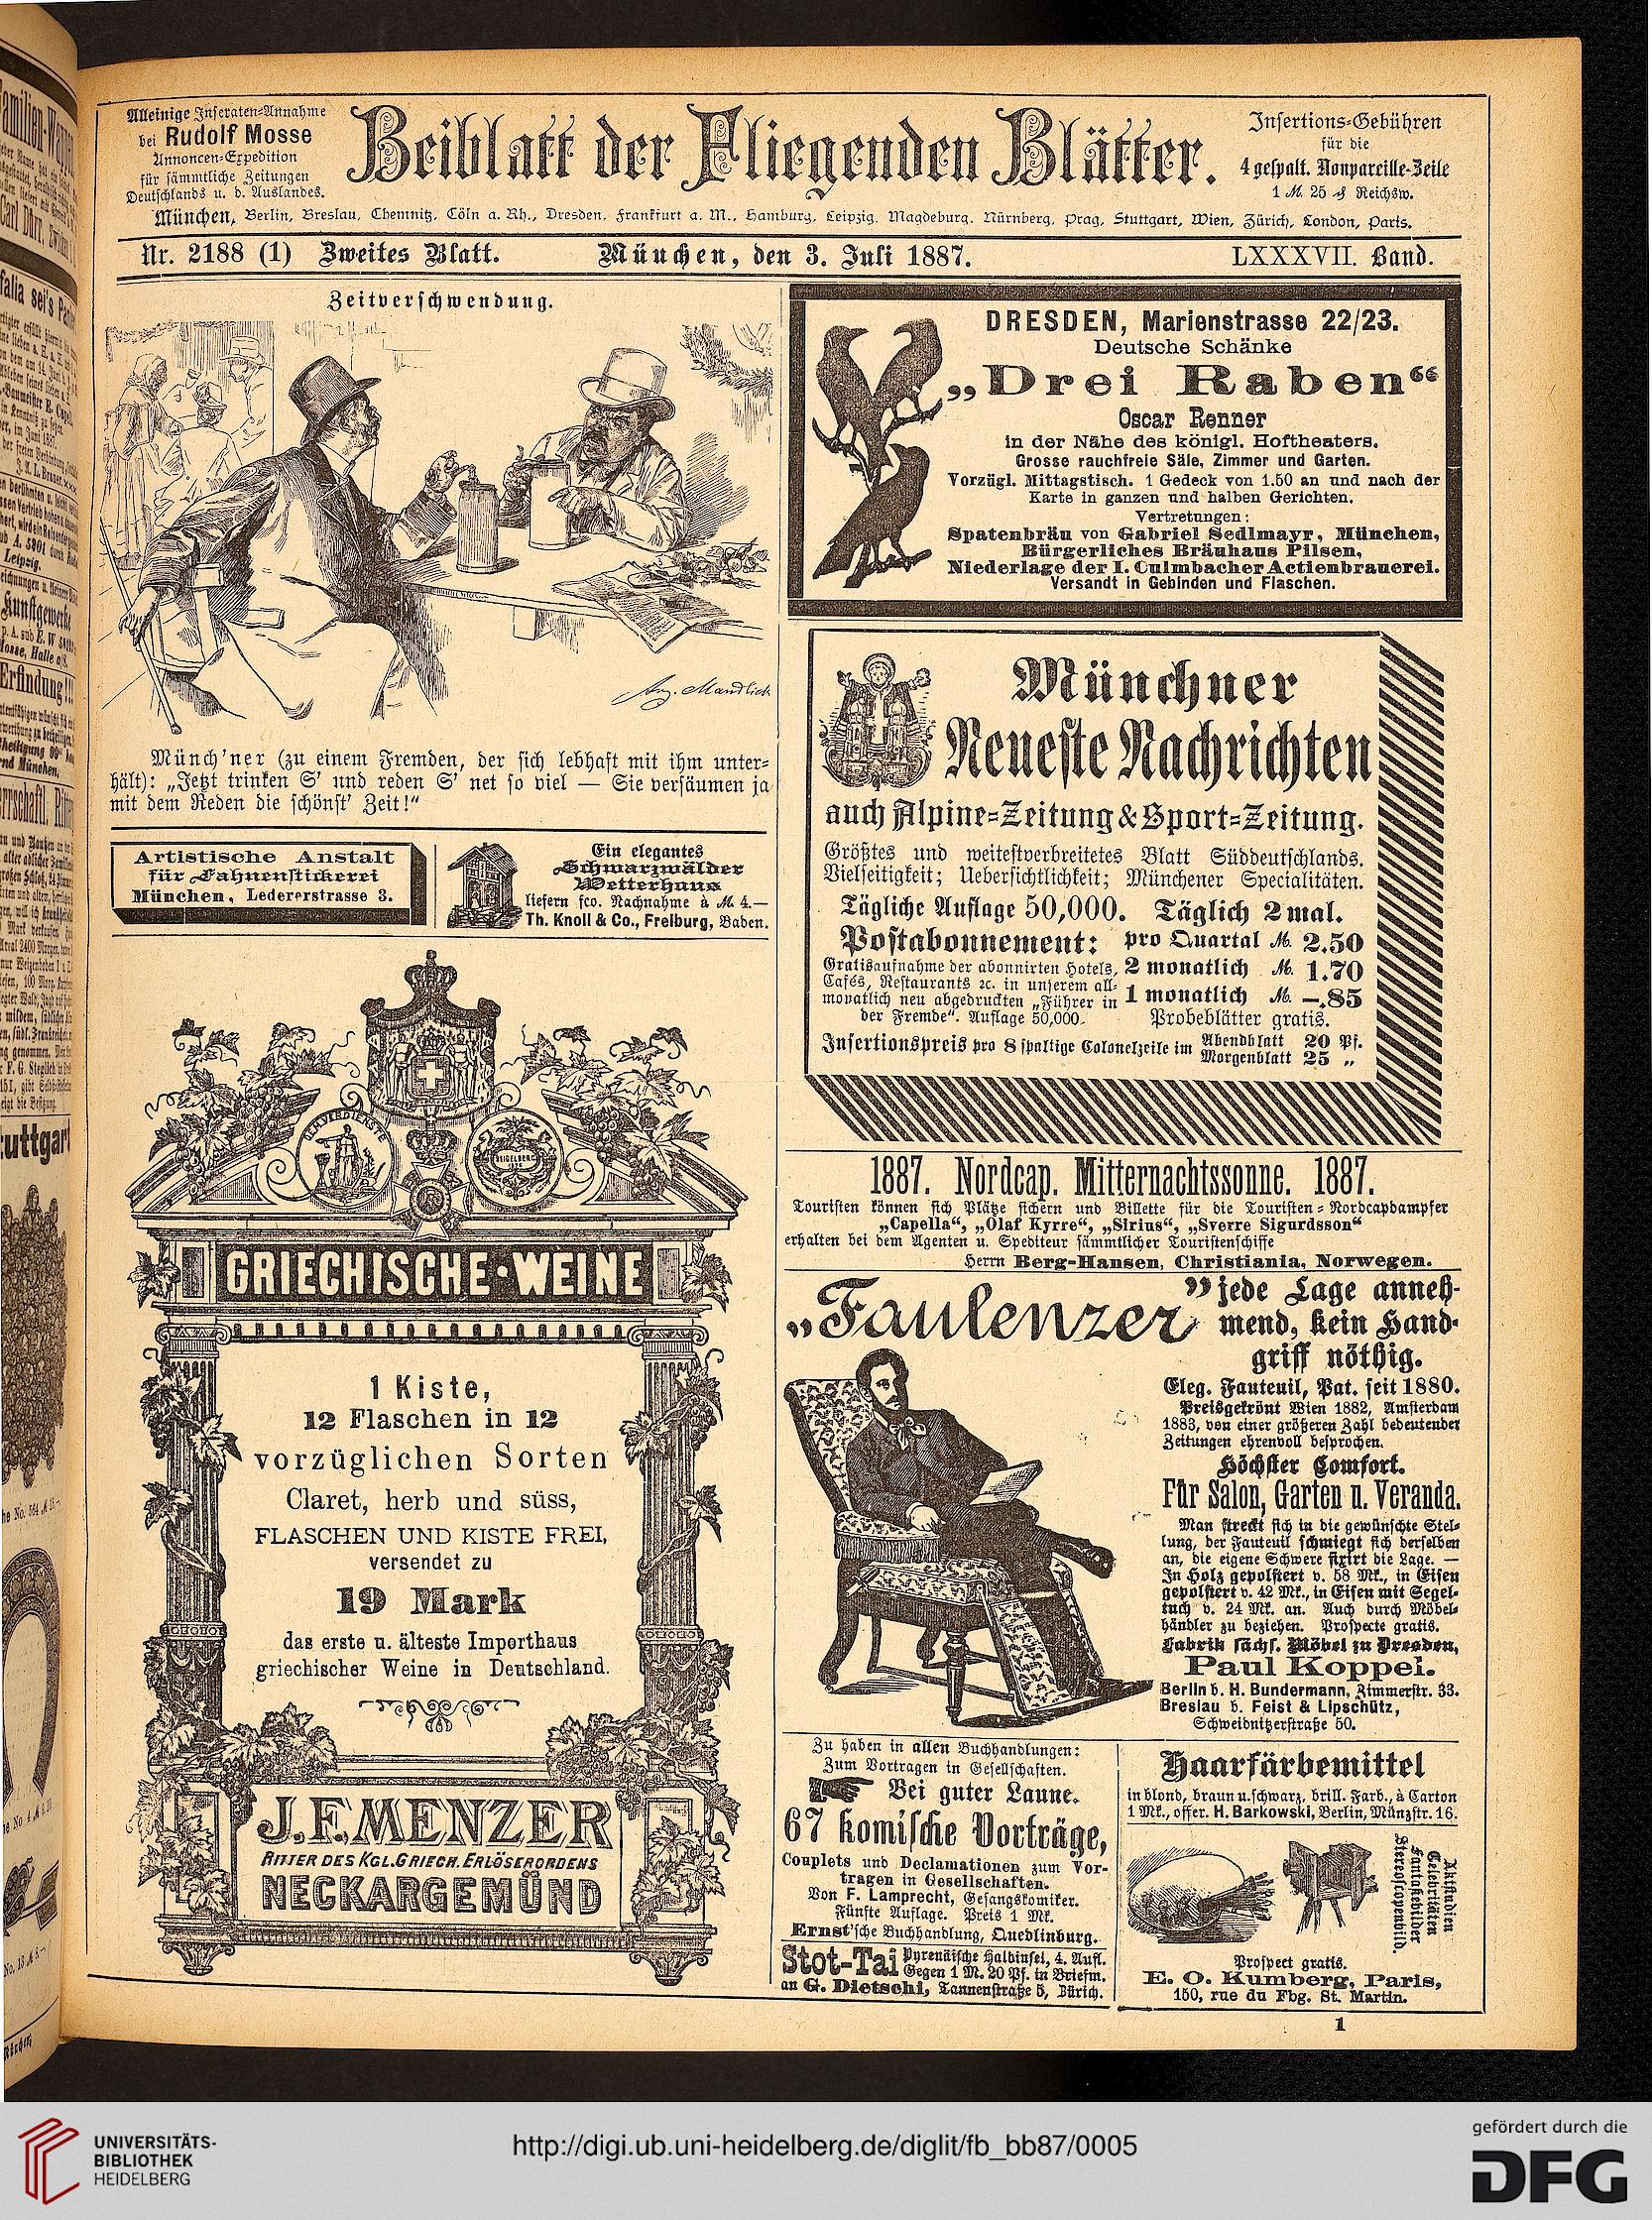 Alleinige Inseraten-Annahme
bei Rudolf Mosse
Annoncen-Expedition
für sämmtliche Zeitungen
Deutschlands u. d. Auslandes.
Beiblatt der Fliegenden Blätter.
Insertions-Gebühren
für die
4 gespalt. Nonpareille-Zeile
1 M. 25 ₰ Reichsw.
München, Berlin, Breslau, Chemnitz, Cöln a. Rh., Dresden, Frankfurt a. M., Hamburg, Leipzig, Magdeburg, Nürnberg, Prag, Stuttgart, Wien, Zürich, London, Paris.
Nr. 2188 (1) Zweites Blatt. München, den 3. Juli 1887. LXXXVII. Band.
Zeitverschwendung.
Aug. Mandlick
Münch'ner (zu einem Fremden, der sich lebhaft mit ihm unter-
hält): „Jetzt trinken S' und reden S' net so viel — Sie versäumen ja
mit dem Reden die schönst' Zeit!“
Artistische Anstalt
für Fahnenstickerei
München, Ledererstrasse 3.
Ein elegantes
Schwarzwälder
Wetterhaus
liefern fco. Nachnahme à M. 4.—
Th. Knoll & Co., Freiburg, Baden.
DEM VERDIENSTE
HEIDELBERG
GRIECHISCHE-WEINE
1 Kiste,
12 Flaschen in 12
vorzüglichen Sorten
Claret, herb und süss,
FLASCHEN UND KISTE FREI,
versendet zu
19 Mark
das erste u. älteste Importhaus
griechischer Weine in Deutschland.
J.F. MENZER
RITTER DES KGL. GRIECH. ERLÖSERORDENS
NECKARGEMÜND
DRESDEN, Marienstrasse 22/23.
Deutsche Schänke
„Drei Raben“
Oscar Renner
in der Nähe des königl. Hoftheaters.
Grosse rauchfreie Säle, Zimmer und Garten.
Vorzügl. Mittagstisch. 1 Gedeck von 1.50 an und nach der
Karte in ganzen und halben Gerichten.
Vertretungen:
Spatenbräu von Gabriel Sedlmayr, München,
Bürgerliches Bräuhaus Pilsen,
Niederlage der I. Culmbacher Actienbrauerei.
Versandt in Gebinden und Flaschen.
Münchner
Neueste Nachrichten
auch Alpine-Zeitung & Sport-Zeitung.
Größtes und weitestverbreitetes Blatt Süddeutschlands.
Vielseitigkeit; Uebersichtlichkeit; Münchener Specialitäten.
Tägliche Auflage 50,000. Täglich 2 mal.
Postabonnement: pro Quartal M. 2.50
Gratisaufnahme der abonnirten Hotels, 2 monatlich M. 1.70
Cafés, Restaurants ꝛc. in unserem all-
monatlich neu abgedruckten „Führer in 1 monatlich M. —.85
der Fremde“. Auflage 50,000. Probeblätter gratis.
Insertionspreis pro 8 spaltige Colonelzeile im Abendblatt 20 Pf.
Morgenblatt 25 „
1887. Nordcap. Mitternachtssonne. 1887.
Touristen können sich Plätze sichern und Billette für die Touristen-Nordcapdampfer
„Capella“, „Olaf Kyrre“, „Sirius“, „Sverre Sigurdsson“
erhalten bei dem Agenten u. Spediteur sämmtlicher Touristenschiffe
Herrn Berg-Hansen, Christiania, Norwegen.
„Faulenzer” jede Lage anneh-
mend, kein Hand-
griff nöthig.
Eleg. Fauteuil, Pat. seit 1880.
Preisgekrönt Wien 1882, Amsterdam
1883, von einer größeren Zahl bedeutender
Zeitungen ehrenvoll besprochen.
Höchster Comfort.
Für Salon, Garten u. Veranda.
Man streckt sich in die gewünschte Stel-
lung, der Fauteuil schmiegt sich derselben
an, die eigene Schwere fixirt die Lage. —
In Holz gepolstert v. 58 Mk., in Eisen
gepolstert v. 42 Mk., in Eisen mit Segel-
tuch v. 24 Mk. an. Auch durch Möbel-
händler zu beziehen. Prospecte gratis.
Fabrik sächs. Möbel zu Dresden,
Paul Koppel.
Berlin b. H. Bundermann, Zimmerstr. 33.
Breslau b. Feist & Lipschütz,
Schweidnitzerstraße 50.
Zu haben in allen Buchhandlungen:
Zum Vortragen in Gesellschaften.
Bei guter Laune.
67 komische Vorträge,
Couplets und Declamationen zum Vor-
tragen in Gesellschaften.
Von F. Lamprecht, Gesangskomiker.
Fünfte Auflage. Preis 1 Mk.
Ernst'sche Buchhandlung, Quedlinburg.
Stot-Tai Pyrenäische Halbinsel, 4. Aufl.
Gegen 1 M. 20 Pf. in Briefm.
an G. Dietschi, Tannenstraße 5, Zürich.
Haarfärbemittel
in blond, braun u. schwarz, brill. Farb., à Carton
1 Mk., offer. H. Barkowski, Berlin, Münzstr. 16.
Aktstudien
Celebritäten
Fantasiebilder
Stereoscopenbild.
Prospect gratis.
E. O. Kumberg, Paris,
150, rue du Fbg. St. Martin.
1
UNIVERSITÄTS-
BIBLIOTHEK
HEIDELBERG
http://digi.ub.uni-heidelberg.de/diglit/fb_bb87/0005
gefördert durch die
DFG